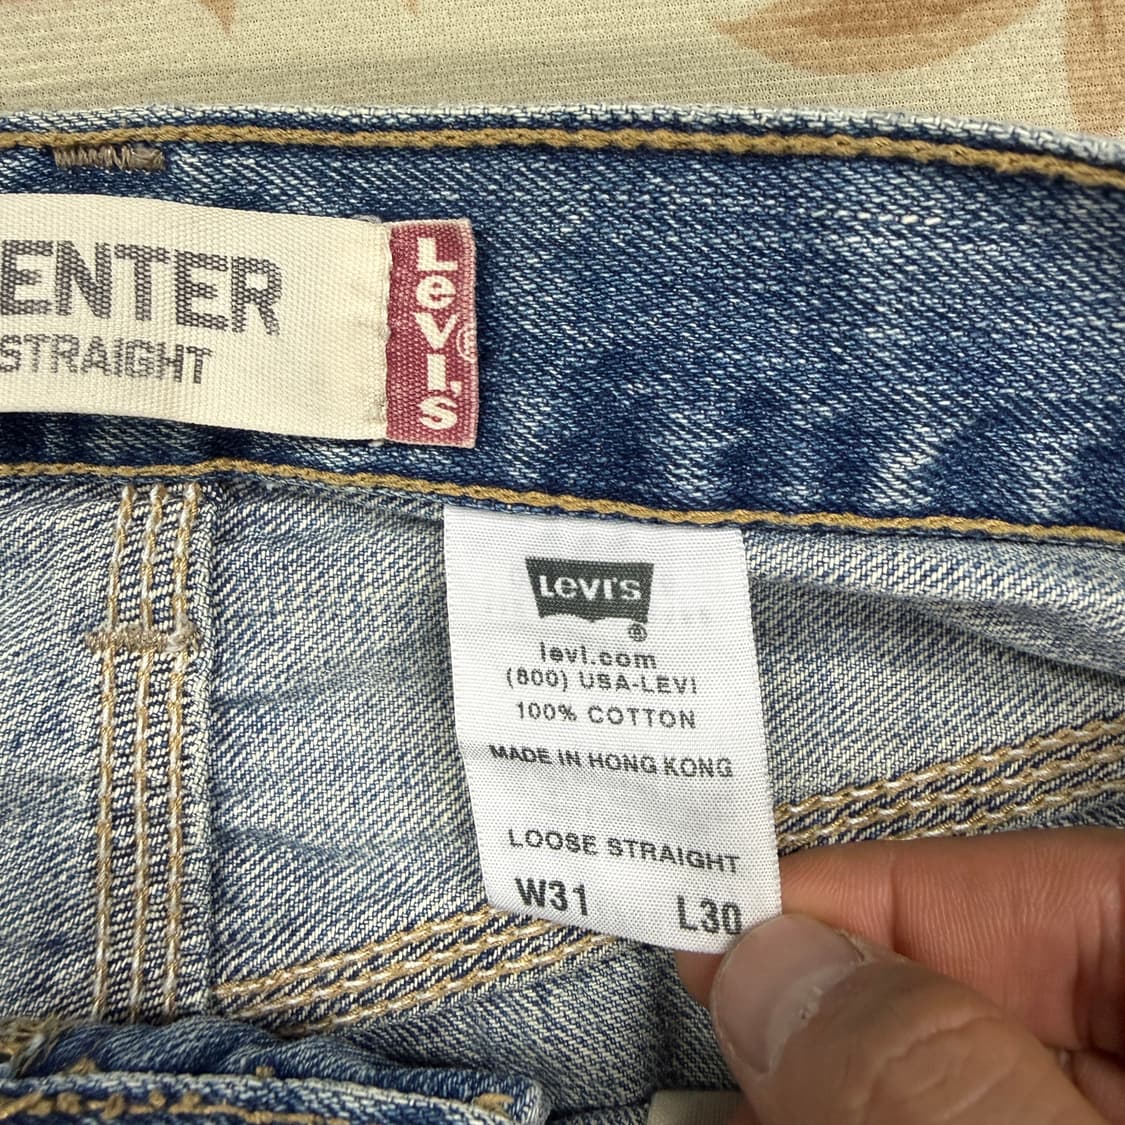 ENTER
STRAIGHT
Levi's®
Levi's
®
levi.com
(800) USA-LEVI
100% COTTON
MADE IN HONG KONG
LOOSE STRAIGHT
W31 L30